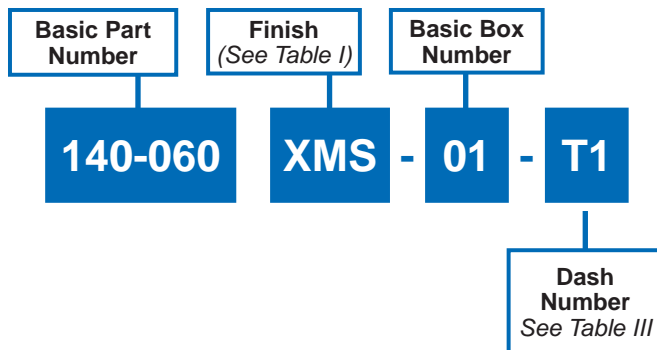 Basic Part
Number
Finish
(See Table I)
Basic Box
Number
140-060 XMS - 01 - T1
Dash
Number
See Table III